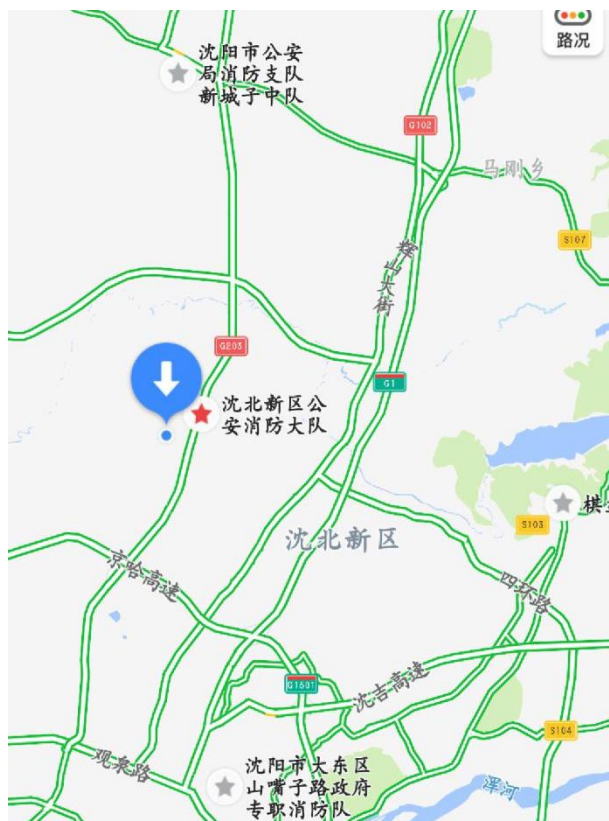 路况
沈阳市公安
局消防支队
新城子中队
G102
马刚乡
S107
辉山大街
G203
G1
沈北新区公
安消防大队
棋
S103
沈北新区
京哈高速
四环路
G1501
沈吉高速
S104
观泉路
沈阳市大东区
山嘴子路政府
专职消防队
浑河